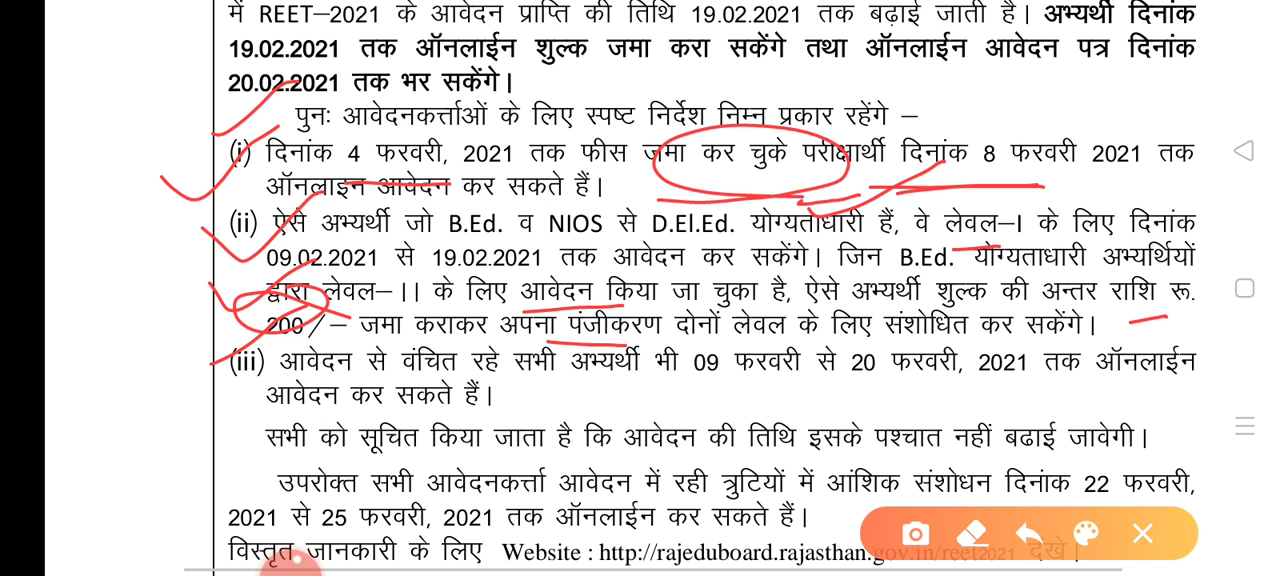 में REET–2021 के आवेदन प्राप्ति की तिथि 19.02.2021 तक बढ़ाई जाती है। अभ्यर्थी दिनांक
19.02.2021 तक ऑनलाईन शुल्क जमा करा सकेंगे तथा ऑनलाईन आवेदन पत्र दिनांक
20.02.2021 तक भर सकेंगे।
पुनः आवेदनकर्त्ताओं के लिए स्पष्ट निर्देश निम्न प्रकार रहेंगे –
(i) दिनांक 4 फरवरी, 2021 तक फीस जमा कर चुके परीक्षार्थी दिनांक 8 फरवरी 2021 तक
ऑनलाइन आवेदन कर सकते हैं।
(ii) ऐसे अभ्यर्थी जो B.Ed. व NIOS से D.El.Ed. योग्यताधारी हैं, वे लेवल–I के लिए दिनांक
09.02.2021 से 19.02.2021 तक आवेदन कर सकेंगे। जिन B.Ed. योग्यताधारी अभ्यर्थियों
द्वारा लेवल–।। के लिए आवेदन किया जा चुका है, ऐसे अभ्यर्थी शुल्क की अन्तर राशि रू.
200/– जमा कराकर अपना पंजीकरण दोनों लेवल के लिए संशोधित कर सकेंगे।
(iii) आवेदन से वंचित रहे सभी अभ्यर्थी भी 09 फरवरी से 20 फरवरी, 2021 तक ऑनलाईन
आवेदन कर सकते हैं।
सभी को सूचित किया जाता है कि आवेदन की तिथि इसके पश्चात नहीं बढाई जावेगी।
उपरोक्त सभी आवेदनकर्त्ता आवेदन में रही त्रुटियों में आंशिक संशोधन दिनांक 22 फरवरी,
2021 से 25 फरवरी, 2021 तक ऑनलाईन कर सकते हैं।
विस्तृत जानकारी के लिए Website : http://rajeduboard.rajasthan.gov.in/reet2021 देखे।